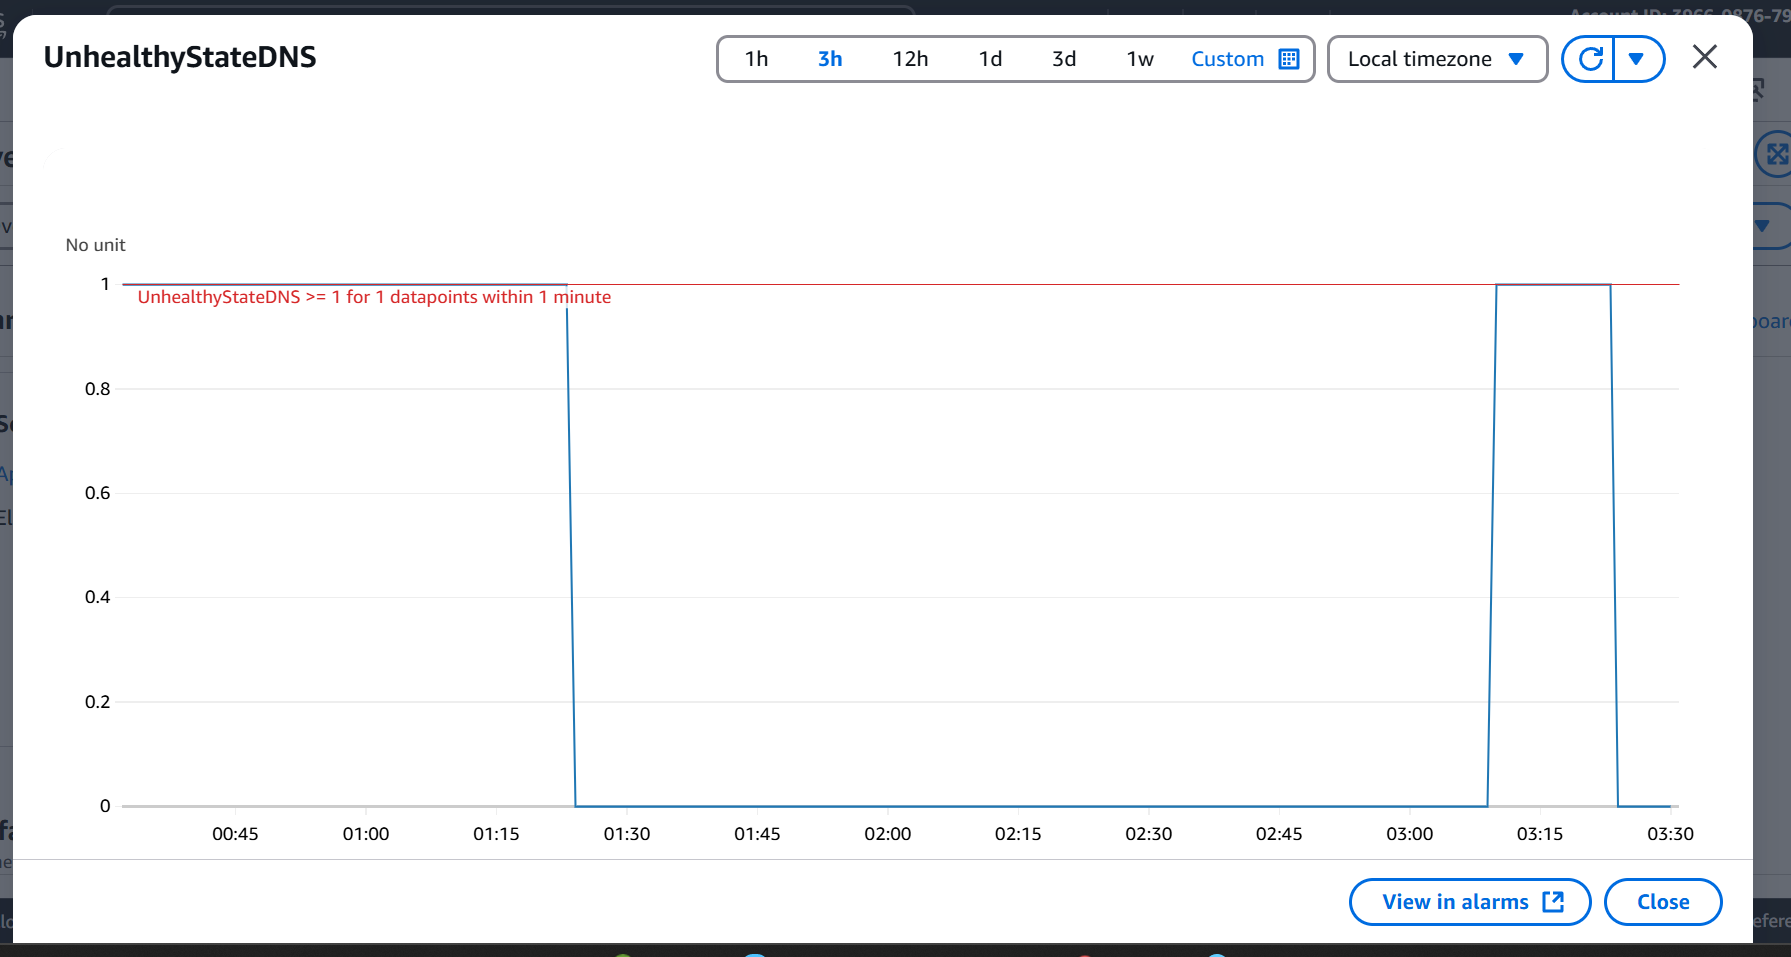 UnhealthyStateDNS
1h 3h 12h 1d 3d 1w Custom
Local timezone
No unit
1
UnhealthyStateDNS >= 1 for 1 datapoints within 1 minute
0.8
0.6
0.4
0.2
0
00:45 01:00 01:15 01:30 01:45 02:00 02:15 02:30 02:45 03:00 03:15 03:30
View in alarms
Close